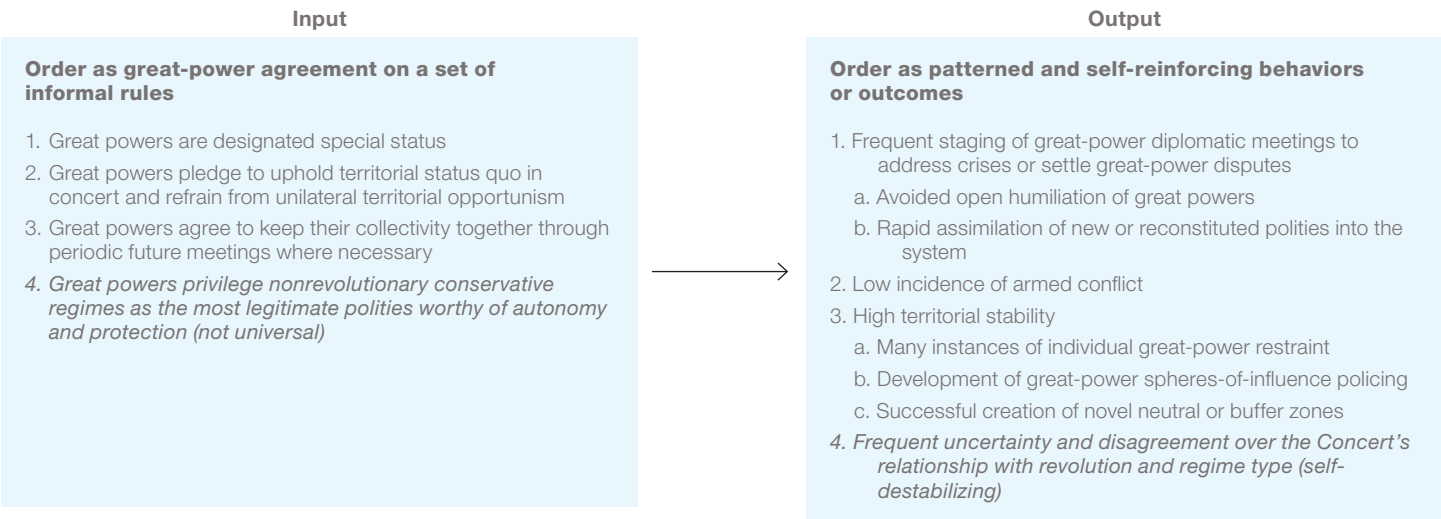 Input
Order as great-power agreement on a set of
informal rules
1. Great powers are designated special status
2. Great powers pledge to uphold territorial status quo in
concert and refrain from unilateral territorial opportunism
3. Great powers agree to keep their collectivity together through
periodic future meetings where necessary
4. Great powers privilege nonrevolutionary conservative
regimes as the most legitimate polities worthy of autonomy
and protection (not universal)
Output
Order as patterned and self-reinforcing behaviors
or outcomes
1. Frequent staging of great-power diplomatic meetings to
address crises or settle great-power disputes
a. Avoided open humiliation of great powers
b. Rapid assimilation of new or reconstituted polities into the
system
2. Low incidence of armed conflict
3. High territorial stability
a. Many instances of individual great-power restraint
b. Development of great-power spheres-of-influence policing
c. Successful creation of novel neutral or buffer zones
4. Frequent uncertainty and disagreement over the Concert's
relationship with revolution and regime type (self-
destabilizing)